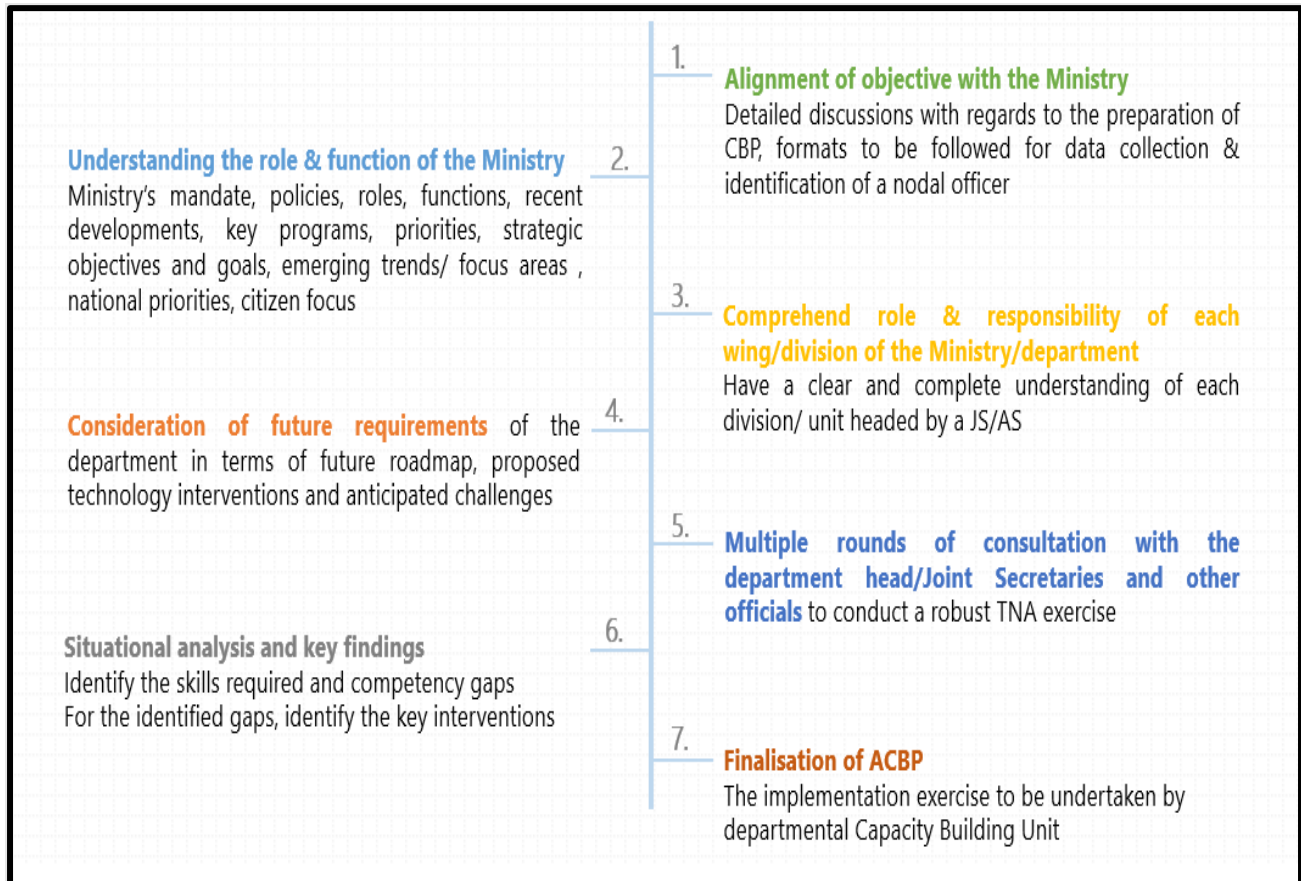 1.
Alignment of objective with the Ministry
Detailed discussions with regards to the preparation of
CBP, formats to be followed for data collection &
identification of a nodal officer
2.
Understanding the role & function of the Ministry
Ministry's mandate, policies, roles, functions, recent
developments, key programs, priorities, strategic
objectives and goals, emerging trends/ focus areas ,
national priorities, citizen focus
3.
Comprehend role & responsibility of each
wing/division of the Ministry/department
Have a clear and complete understanding of each
division/ unit headed by a JS/AS
4.
Consideration of future requirements of the
department in terms of future roadmap, proposed
technology interventions and anticipated challenges
5.
Multiple rounds of consultation with the
department head/Joint Secretaries and other
officials to conduct a robust TNA exercise
6.
Situational analysis and key findings
Identify the skills required and competency gaps
For the identified gaps, identify the key interventions
7.
Finalisation of ACBP
The implementation exercise to be undertaken by
departmental Capacity Building Unit